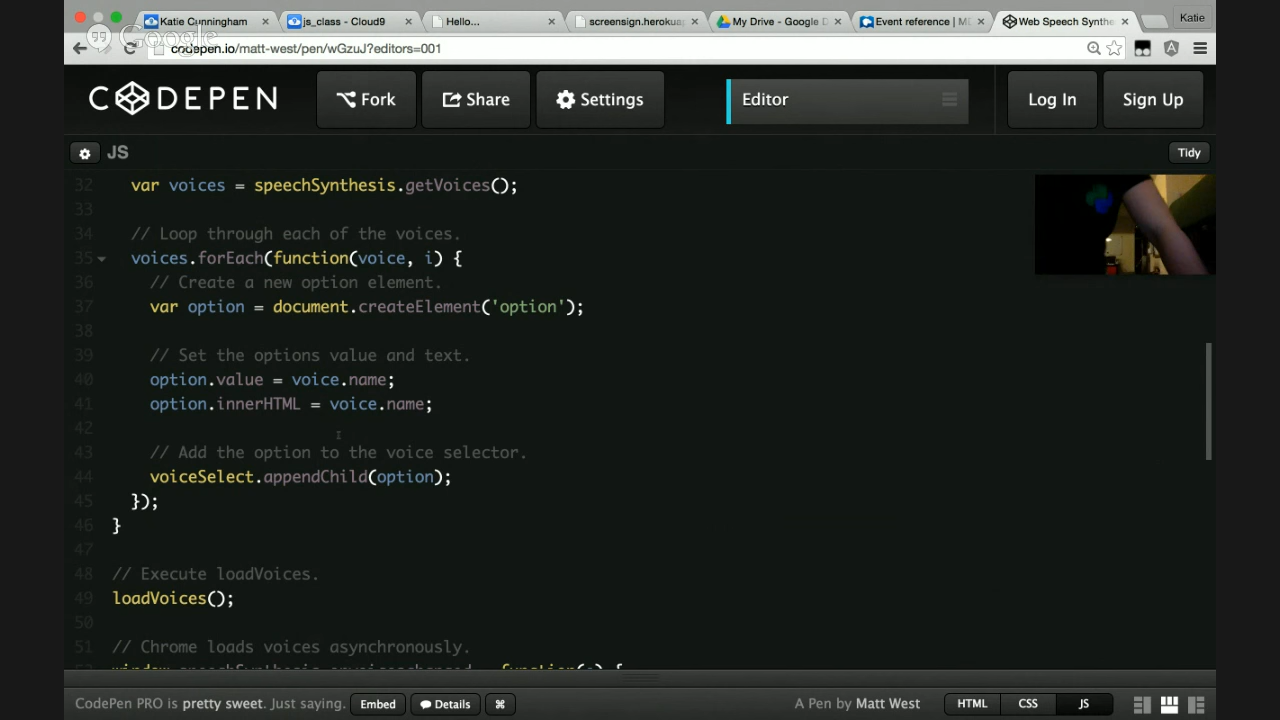 Katie Cunningham
js_class - Cloud9
Hello...
screensign.herokuap
My Drive - Google D
Event reference | M
Web Speech Synthe
Katie
Google
codepen.io/matt-west/pen/wGzuJ?editors=001
CODEPEN
Fork
Share
Settings
Editor
Log In
Sign Up
JS
Tidy
32 var voices = speechSynthesis.getVoices();
33
34 // Loop through each of the voices.
35 voices.forEach(function(voice, i) {
36 // Create a new option element.
37 var option = document.createElement('option');
38
39 // Set the options value and text.
40 option.value = voice.name;
41 option.innerHTML = voice.name;
42
43 // Add the option to the voice selector.
44 voiceSelect.appendChild(option);
45 });
46 }
47
48 // Execute loadVoices.
49 loadVoices();
50
51 // Chrome loads voices asynchronously.
CodePen PRO is pretty sweet. Just saying.
Embed
Details
A Pen by Matt West
HTML
CSS
JS